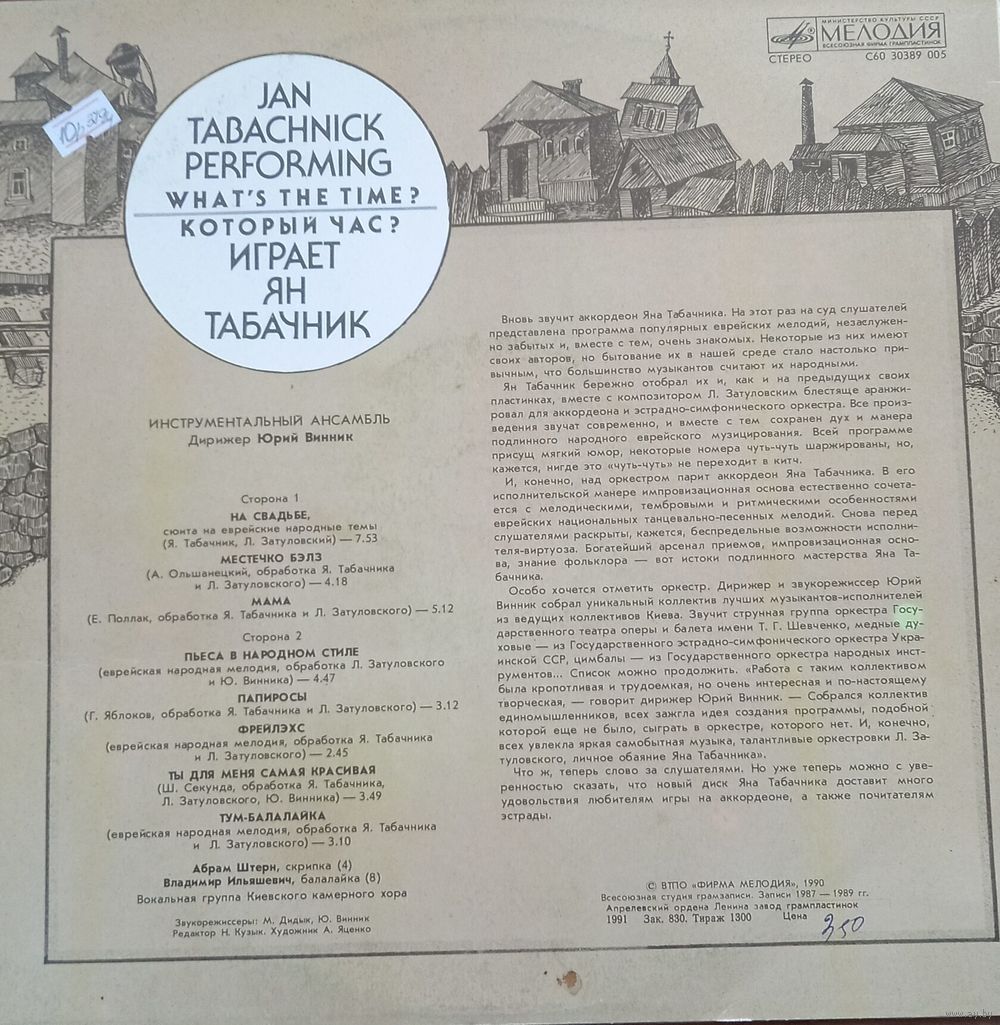 МИНИСТЕРСТВО КУЛЬТУРЫ СССР
МЕЛОДИЯ
ВСЕСОЮЗНАЯ ФИРМА ГРАМПЛАСТИНОК
СТЕРЕО
С60 30389 005
JAN
TABACHNICK
PERFORMING
WHAT'S THE TIME?
КОТОРЫЙ ЧАС?
ИГРАЕТ
ЯН
ТАБАЧНИК
ИНСТРУМЕНТАЛЬНЫЙ АНСАМБЛЬ
Дирижер Юрий Винник
Сторона 1
НА СВАДЬБЕ,
сюита на еврейские народные темы
(Я. Табачник, Л. Затуловский) — 7.53
МЕСТЕЧКО БЭЛЗ
(А. Ольшанецкий, обработка Я. Табачника
и Л. Затуловского) — 4.18
МАМА
(Е. Поллак, обработка Я. Табачника и Л. Затуловского) — 5.12
Сторона 2
ПЬЕСА В НАРОДНОМ СТИЛЕ
(еврейская народная мелодия, обработка Л. Затуловского
и Ю. Винника) — 4.47
ПАПИРОСЫ
(Г. Яблоков, обработка Я. Табачника и Л. Затуловского) — 3.12
ФРЕЙЛЭХС
(еврейская народная мелодия, обработка Я. Табачника
и Л. Затуловского) — 2.45
ТЫ ДЛЯ МЕНЯ САМАЯ КРАСИВАЯ
(Ш. Секунда, обработка Я. Табачника,
Л. Затуловского, Ю. Винника) — 3.49
ТУМ-БАЛАЛАЙКА
(еврейская народная мелодия, обработка Я. Табачника
и Л. Затуловского) — 3.10
Абрам Штерн, скрипка (4)
Владимир Ильяшевич, балалайка (8)
Вокальная группа Киевского камерного хора
Звукорежиссеры: М. Дидык, Ю. Винник
Редактор Н. Кузык. Художник А. Яценко
Вновь звучит аккордеон Яна Табачника. На этот раз на суд слушателей
представлена программа популярных еврейских мелодий, незаслужен-
но забытых и, вместе с тем, очень знакомых. Некоторые из них имеют
своих авторов, но бытование их в нашей среде стало настолько при-
вычным, что большинство музыкантов считают их народными.
Ян Табачник бережно отобрал их и, как и на предыдущих своих
пластинках, вместе с композитором Л. Затуловским блестяще аранжи-
ровал для аккордеона и эстрадно-симфонического оркестра. Все произ-
ведения звучат современно, и вместе с тем сохранен дух и манера
подлинного народного еврейского музицирования. Всей программе
присущ мягкий юмор, некоторые номера чуть-чуть шаржированы, но,
кажется, нигде это «чуть-чуть» не переходит в китч.
И, конечно, над оркестром парит аккордеон Яна Табачника. В его
исполнительской манере импровизационная основа естественно сочета-
ется с мелодическими, тембровыми и ритмическими особенностями
еврейских национальных танцевально-песенных мелодий. Снова перед
слушателями раскрыты, кажется, беспредельные возможности исполни-
теля-виртуоза. Богатейший арсенал приемов, импровизационная осно-
ва, знание фольклора — вот истоки подлинного мастерства Яна Та-
бачника.
Особо хочется отметить оркестр. Дирижер и звукорежиссер Юрий
Винник собрал уникальный коллектив лучших музыкантов-исполнителей
из ведущих коллективов Киева. Звучит струнная группа оркестра Госу-
дарственного театра оперы и балета имени Т. Г. Шевченко, медные ду-
ховые — из Государственного эстрадно-симфонического оркестра Укра-
инской ССР, цимбалы — из Государственного оркестра народных инст-
рументов... Список можно продолжить. «Работа с таким коллективом
была кропотливая и трудоемкая, но очень интересная и по-настоящему
творческая, — говорит дирижер Юрий Винник. — Собрался коллектив
единомышленников, всех зажгла идея создания программы, подобной
которой еще не было, сыграть в оркестре, которого нет. И, конечно,
всех увлекла яркая самобытная музыка, талантливые оркестровки Л. За-
туловского, личное обаяние Яна Табачника».
Что ж, теперь слово за слушателями. Но уже теперь можно с уве-
ренностью сказать, что новый диск Яна Табачника доставит много
удовольствия любителям игры на аккордеоне, а также почитателям
эстрады.
© ВТПО «ФИРМА МЕЛОДИЯ», 1990
Всесоюзная студия грамзаписи. Записи 1987 — 1989 гг.
Апрелевский ордена Ленина завод грампластинок
1991 Зак. 830. Тираж 1300 Цена 350
www.ay.by